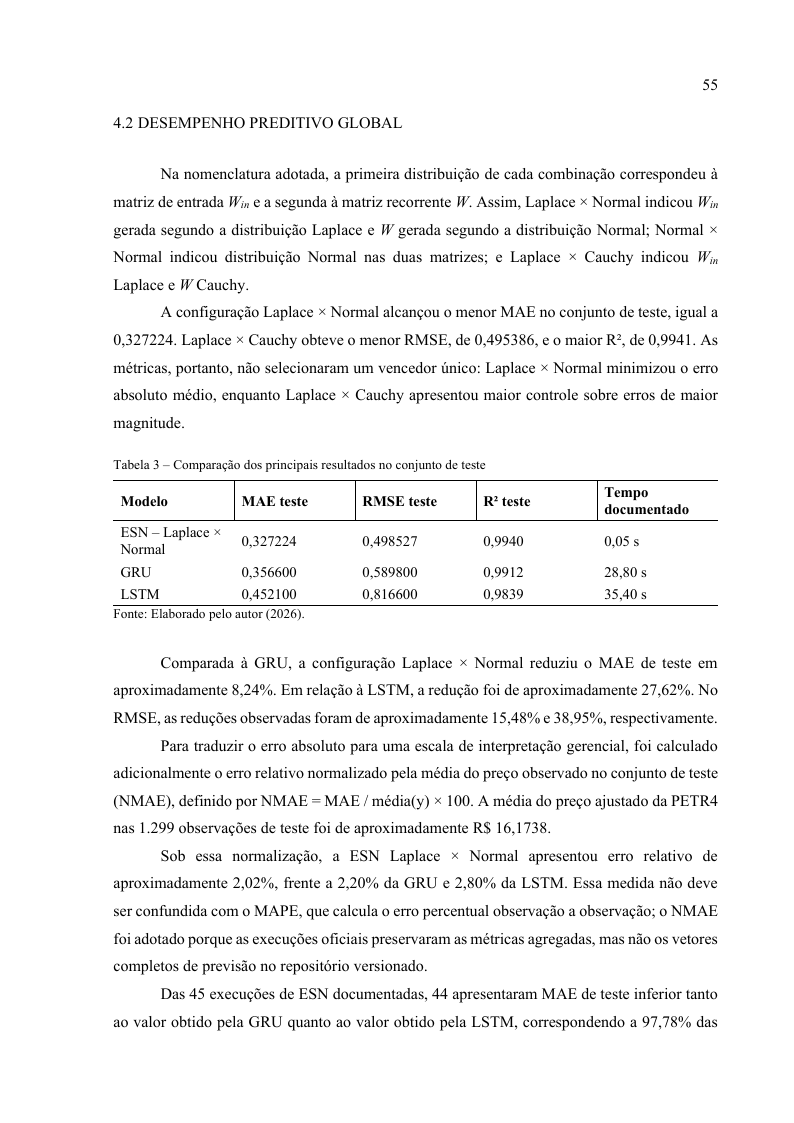 55
4.2 DESEMPENHO PREDITIVO GLOBAL
Na nomenclatura adotada, a primeira distribuição de cada combinação correspondeu à
matriz de entrada Win e a segunda à matriz recorrente W. Assim, Laplace × Normal indicou Win
gerada segundo a distribuição Laplace e W gerada segundo a distribuição Normal; Normal ×
Normal indicou distribuição Normal nas duas matrizes; e Laplace × Cauchy indicou Win
Laplace e W Cauchy.
A configuração Laplace × Normal alcançou o menor MAE no conjunto de teste, igual a
0,327224. Laplace × Cauchy obteve o menor RMSE, de 0,495386, e o maior R², de 0,9941. As
métricas, portanto, não selecionaram um vencedor único: Laplace × Normal minimizou o erro
absoluto médio, enquanto Laplace × Cauchy apresentou maior controle sobre erros de maior
magnitude.
Tabela 3 – Comparação dos principais resultados no conjunto de teste
Modelo MAE teste RMSE teste R² teste Tempo documentado
ESN – Laplace × Normal 0,327224 0,498527 0,9940 0,05 s
GRU 0,356600 0,589800 0,9912 28,80 s
LSTM 0,452100 0,816600 0,9839 35,40 s
Fonte: Elaborado pelo autor (2026).
Comparada à GRU, a configuração Laplace × Normal reduziu o MAE de teste em
aproximadamente 8,24%. Em relação à LSTM, a redução foi de aproximadamente 27,62%. No
RMSE, as reduções observadas foram de aproximadamente 15,48% e 38,95%, respectivamente.
Para traduzir o erro absoluto para uma escala de interpretação gerencial, foi calculado
adicionalmente o erro relativo normalizado pela média do preço observado no conjunto de teste
(NMAE), definido por NMAE = MAE / média(y) × 100. A média do preço ajustado da PETR4
nas 1.299 observações de teste foi de aproximadamente R$ 16,1738.
Sob essa normalização, a ESN Laplace × Normal apresentou erro relativo de
aproximadamente 2,02%, frente a 2,20% da GRU e 2,80% da LSTM. Essa medida não deve
ser confundida com o MAPE, que calcula o erro percentual observação a observação; o NMAE
foi adotado porque as execuções oficiais preservaram as métricas agregadas, mas não os vetores
completos de previsão no repositório versionado.
Das 45 execuções de ESN documentadas, 44 apresentaram MAE de teste inferior tanto
ao valor obtido pela GRU quanto ao valor obtido pela LSTM, correspondendo a 97,78% das